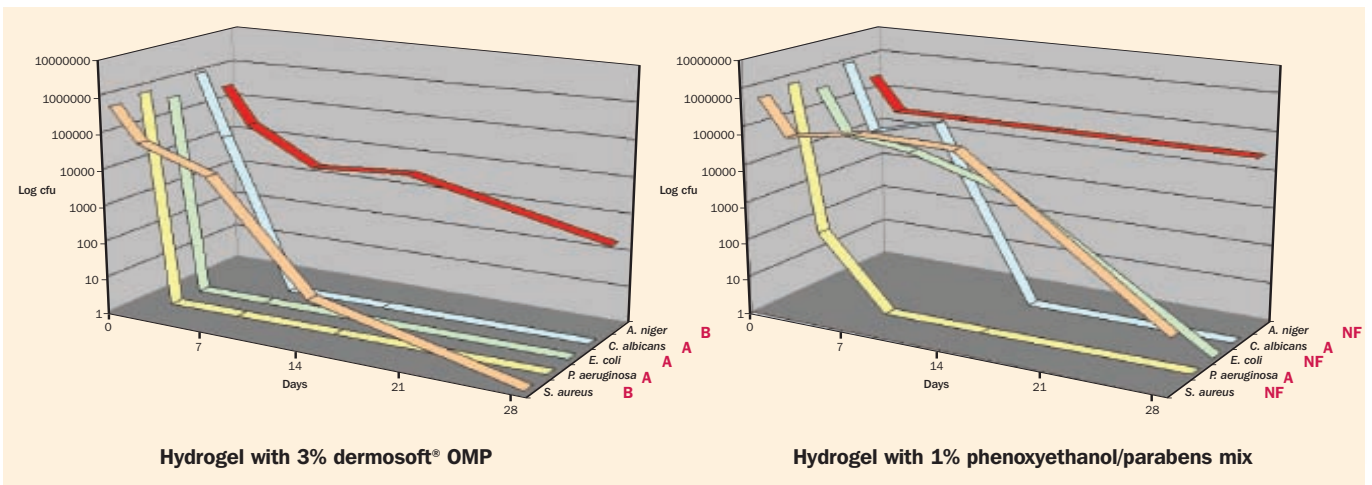 10000000
1000000
100000
10000
Log cfu
1000
100
10
1
0
7
14
Days
21
28
A. niger B
C. albicans A
E. coli A
P. aeruginosa A
S. aureus B
Hydrogel with 3% dermosoft® OMP
10000000
1000000
100000
10000
Log cfu
1000
100
10
1
0
7
14
Days
21
28
A. niger NF
C. albicans A
E. coli NF
P. aeruginosa A
S. aureus NF
Hydrogel with 1% phenoxyethanol/parabens mix